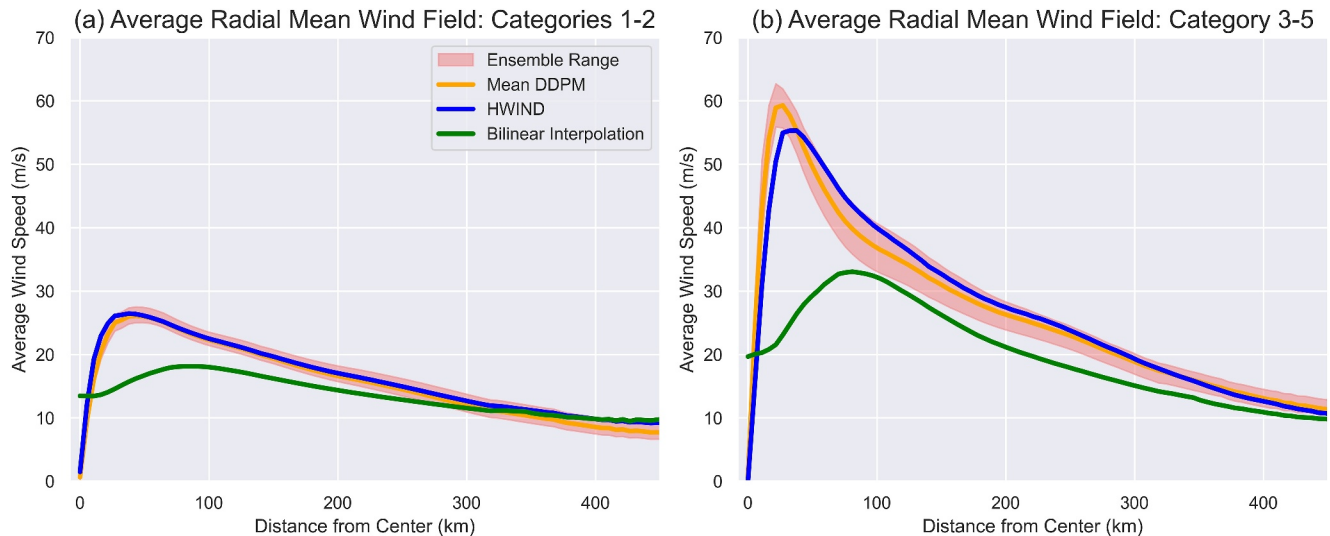 (a) Average Radial Mean Wind Field: Categories 1-2
70
60
50
40
30
20
10
0
Average Wind Speed (m/s)
0 100 200 300 400
Distance from Center (km)
Ensemble Range
Mean DDPM
HWIND
Bilinear Interpolation
(b) Average Radial Mean Wind Field: Category 3-5
70
60
50
40
30
20
10
0
Average Wind Speed (m/s)
0 100 200 300 400
Distance from Center (km)